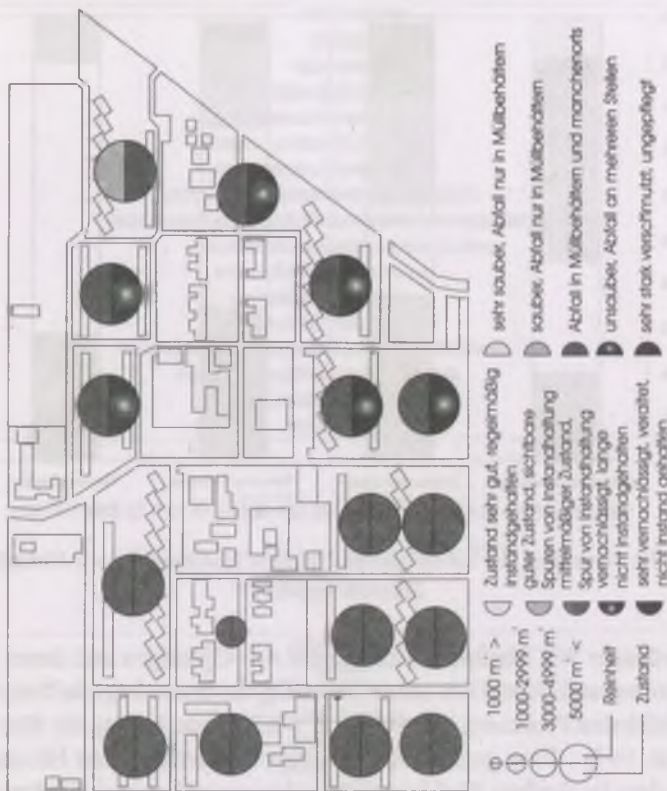 1000 m² >
1000-2999 m²
3000-4999 m²
5000 m² <
Reinheit
Zustand
Zustand sehr gut, regelmäßig
instandgehalten
guter Zustand, sichtbare
Spuren von Instandhaltung
mittelmäßiger Zustand,
Spur von Instandhaltung
vernachlässigt, lange
nicht instandgehalten
sehr vernachlässigt, veraltet,
nicht instandgehalten
sehr sauber, Abfall nur in Müllbehältern
sauber, Abfall nur in Müllbehältern
Abfall in Müllbehältern und manchenorts
unsauber, Abfall an mehreren Stellen
sehr stark verschmutzt, ungepflegt